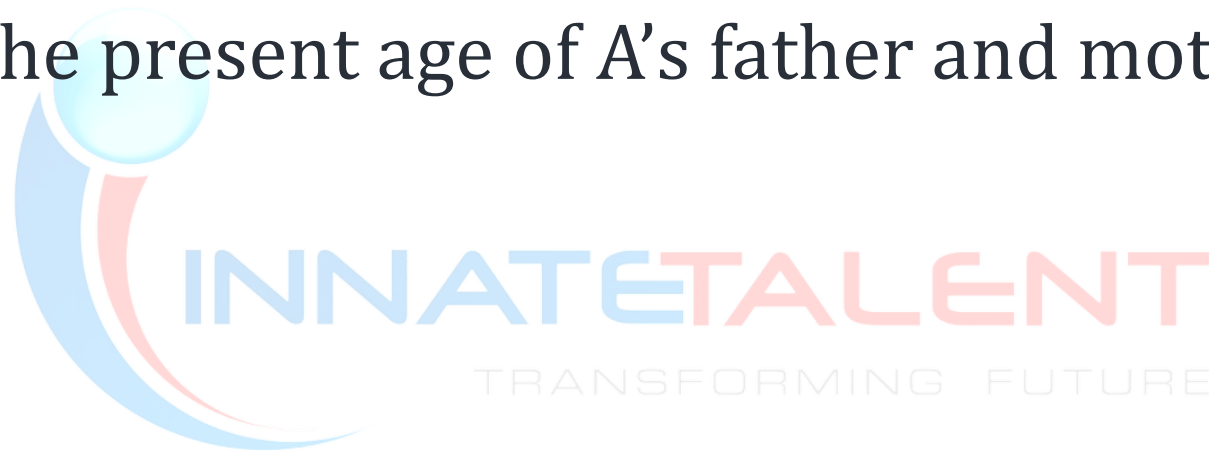 he present age of A’s father and mot
INNATETALENT
TRANSFORMING FUTURE